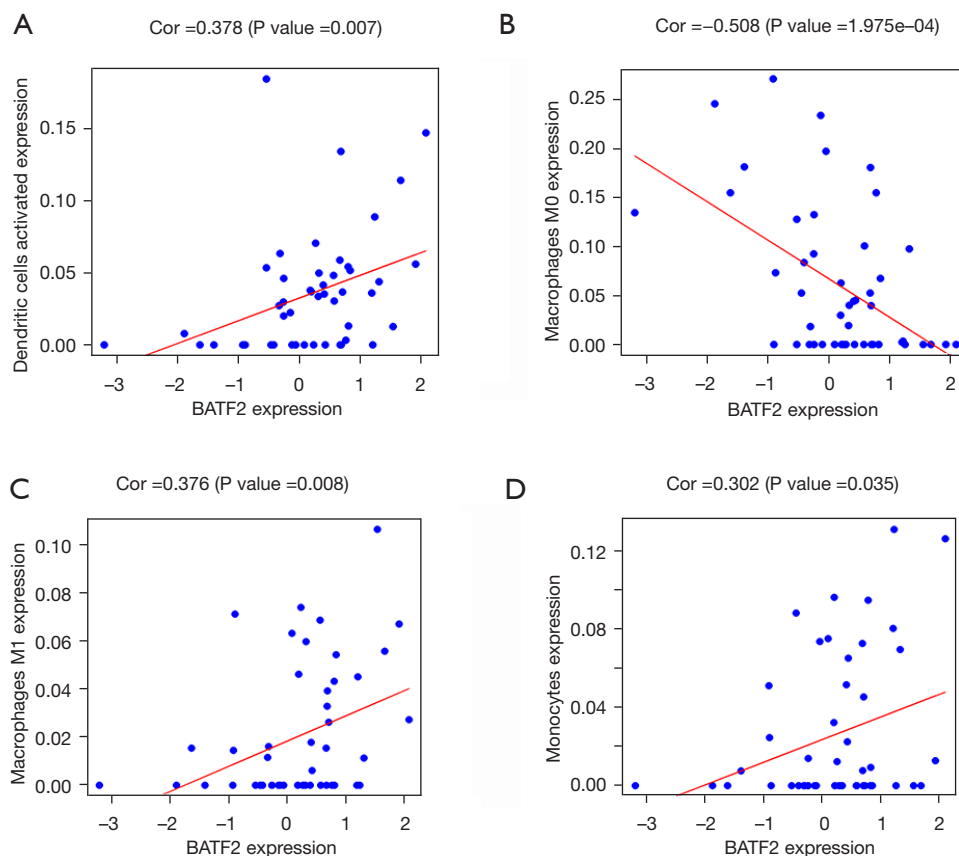 A
Cor =0.378 (P value =0.007)
Dendritic cells activated expression
0.15
0.10
0.05
0.00
−3 −2 −1 0 1 2
BATF2 expression
B
Cor =−0.508 (P value =1.975e−04)
Macrophages M0 expression
0.25
0.20
0.15
0.10
0.05
0.00
−3 −2 −1 0 1 2
BATF2 expression
C
Cor =0.376 (P value =0.008)
Macrophages M1 expression
0.10
0.08
0.06
0.04
0.02
0.00
−3 −2 −1 0 1 2
BATF2 expression
D
Cor =0.302 (P value =0.035)
Monocytes expression
0.12
0.08
0.04
0.00
−3 −2 −1 0 1 2
BATF2 expression